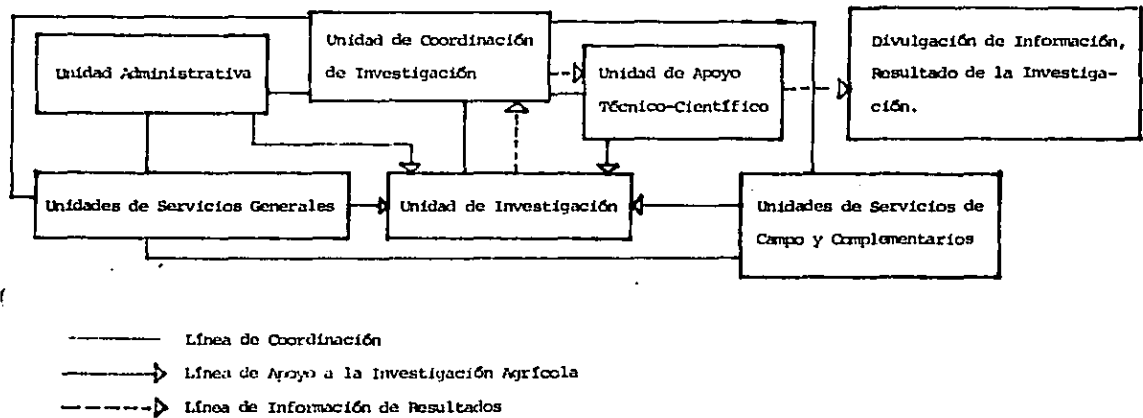 Unidad Administrativa
Unidad de Coordinación
de Investigación
Unidad de Apoyo
Técnico-Científico
Divulgación de Información,
Resultado de la Investiga-
ción.
Unidades de Servicios Generales
Unidad de Investigación
Unidades de Servicios de
Campo y Complementarios
Línea de Coordinación
Línea de Apoyo a la Investigación Agrícola
Línea de Información de Resultados